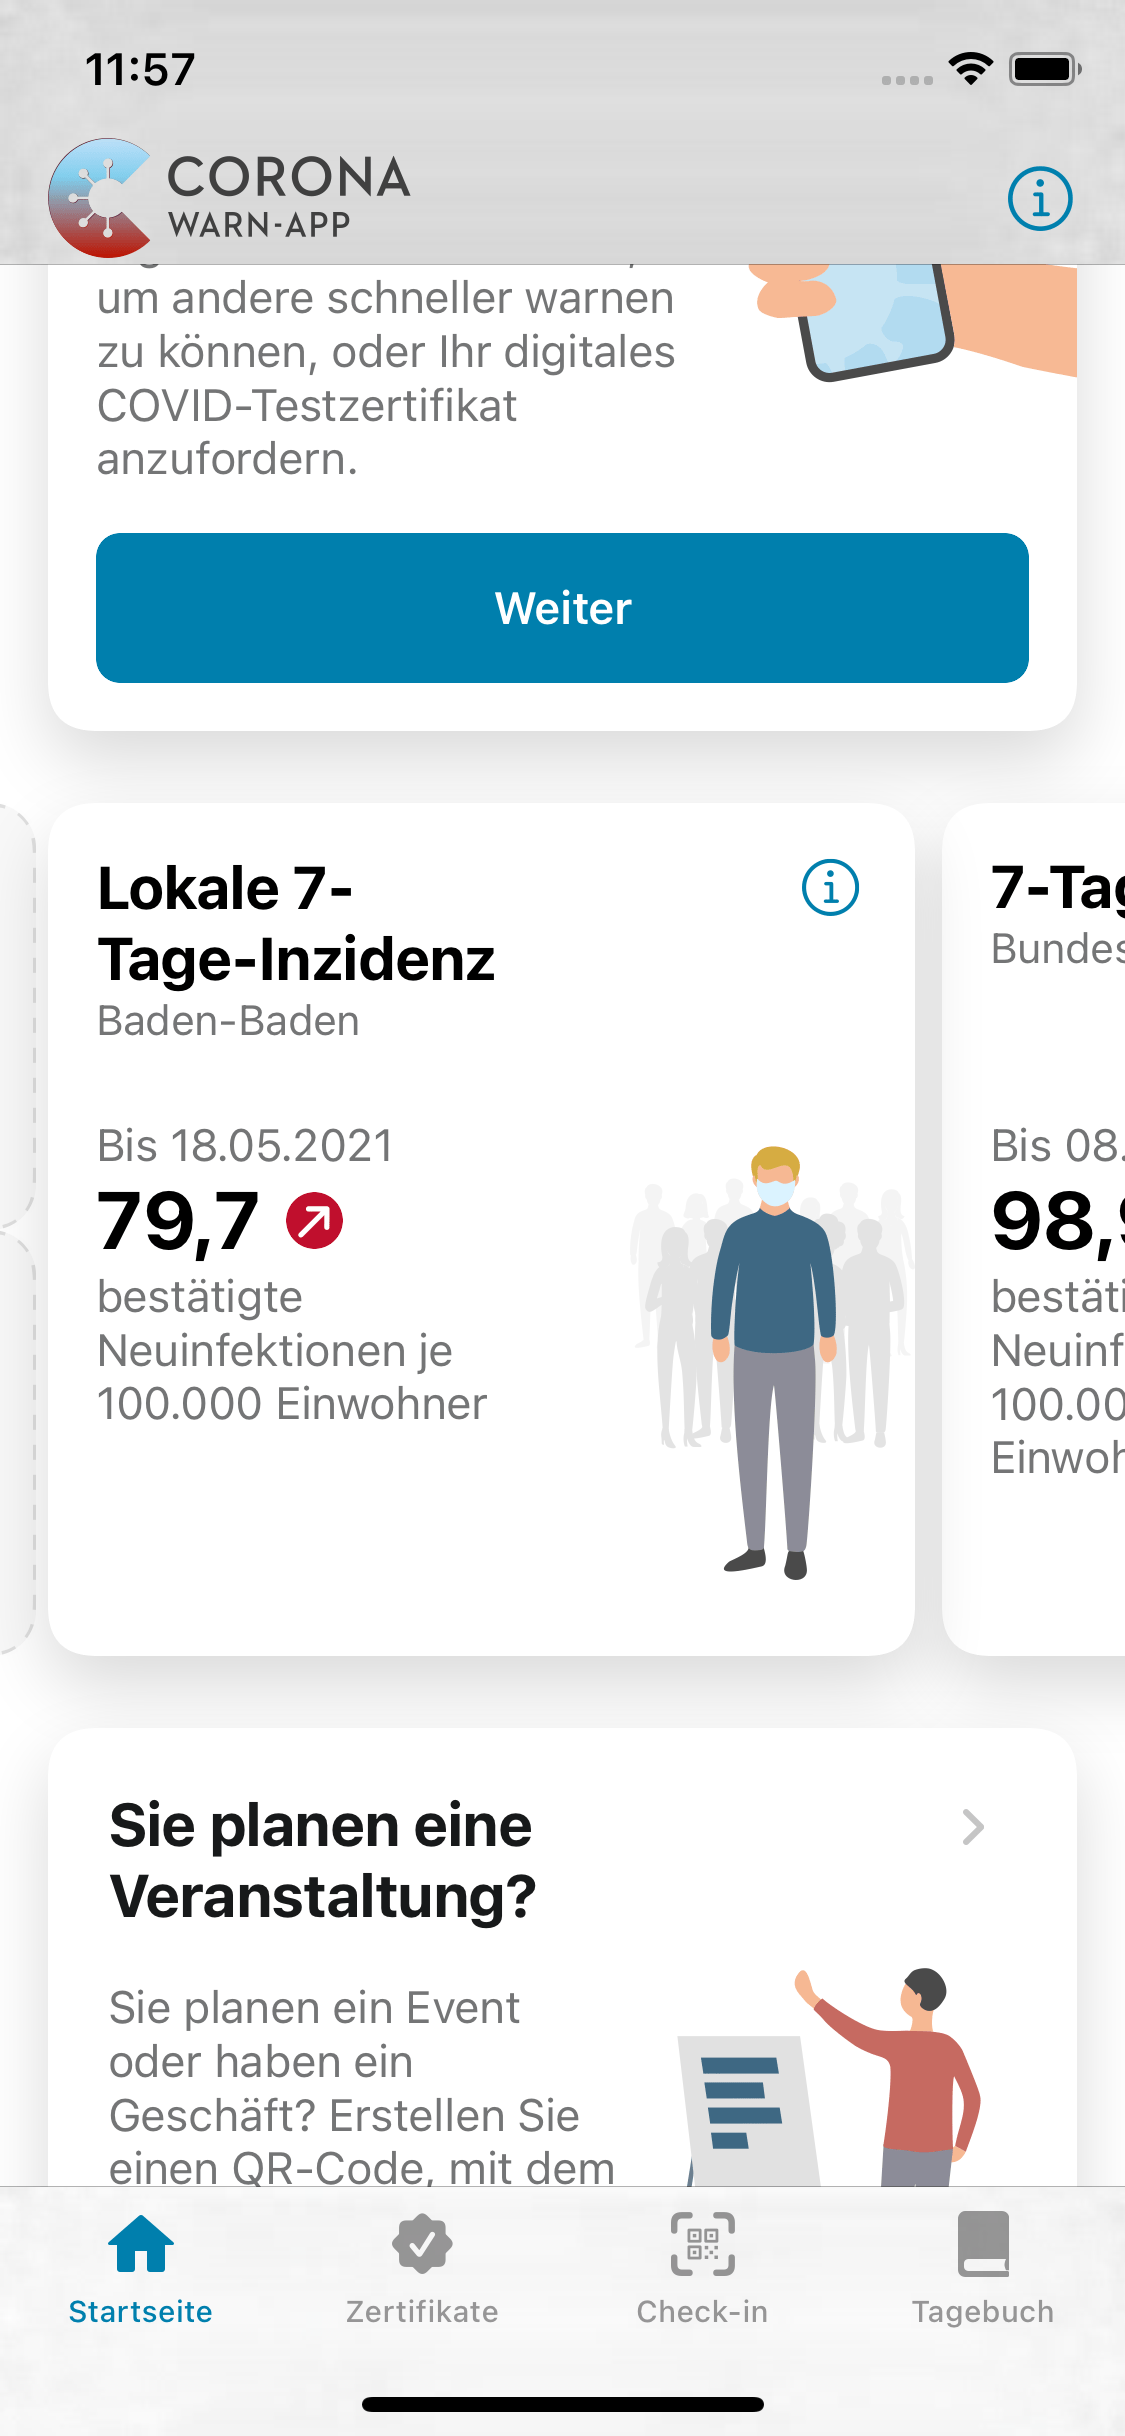 11:57
CORONA
WARN-APP
um andere schneller warnen
zu können, oder Ihr digitales
COVID-Testzertifikat
anzufordern.
Weiter
Lokale 7-
Tage-Inzidenz
Baden-Baden
Bis 18.05.2021
79,7
bestätigte
Neuinfektionen je
100.000 Einwohner
7-Tag
Bundes
Bis 08.
98,9
bestäti
Neuinf
100.00
Einwoh
Sie planen eine
Veranstaltung?
Sie planen ein Event
oder haben ein
Geschäft? Erstellen Sie
einen QR-Code, mit dem
Startseite
Zertifikate
Check-in
Tagebuch